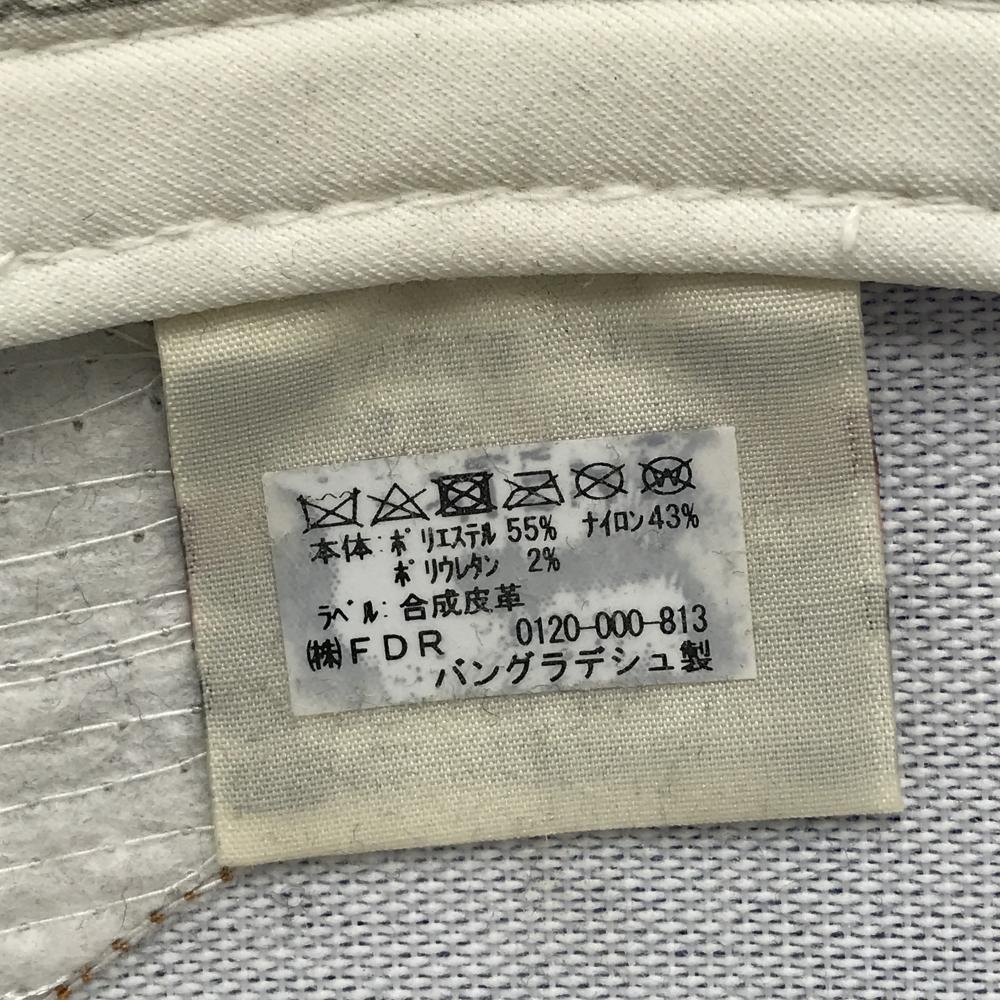 本体:ポリエステル 55% ナイロン43%
ポリウレタン 2%
ラベル:合成皮革
㈱FDR 0120-000-813
バングラデシュ製